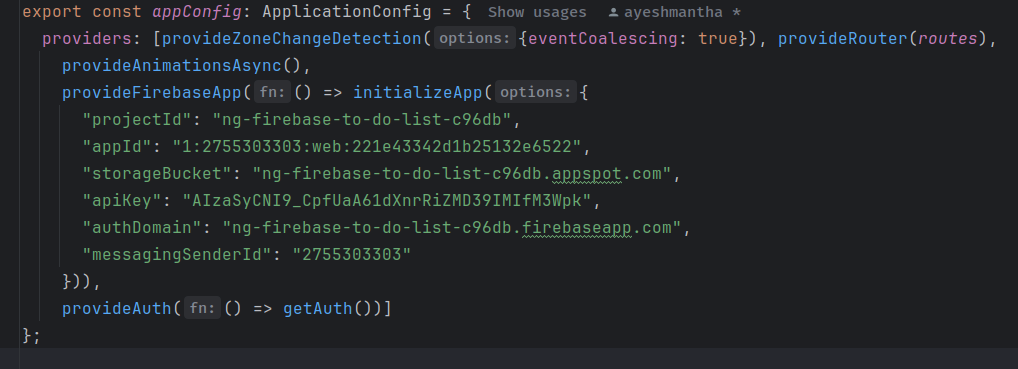 export const appConfig: ApplicationConfig = { Show usages ayeshmantha *
providers: [provideZoneChangeDetection( options: {eventCoalescing: true}), provideRouter(routes),
provideAnimationsAsync(),
provideFirebaseApp( fn: () => initializeApp( options: {
"projectId": "ng-firebase-to-do-list-c96db",
"appId": "1:2755303303:web:221e43342d1b25132e6522",
"storageBucket": "ng-firebase-to-do-list-c96db.appspot.com",
"apiKey": "AIzaSyCNI9_CpfUaA61dXnrRiZMD39IMIfM3Wpk",
"authDomain": "ng-firebase-to-do-list-c96db.firebaseapp.com",
"messagingSenderId": "2755303303"
})),
provideAuth( fn: () => getAuth())]
};